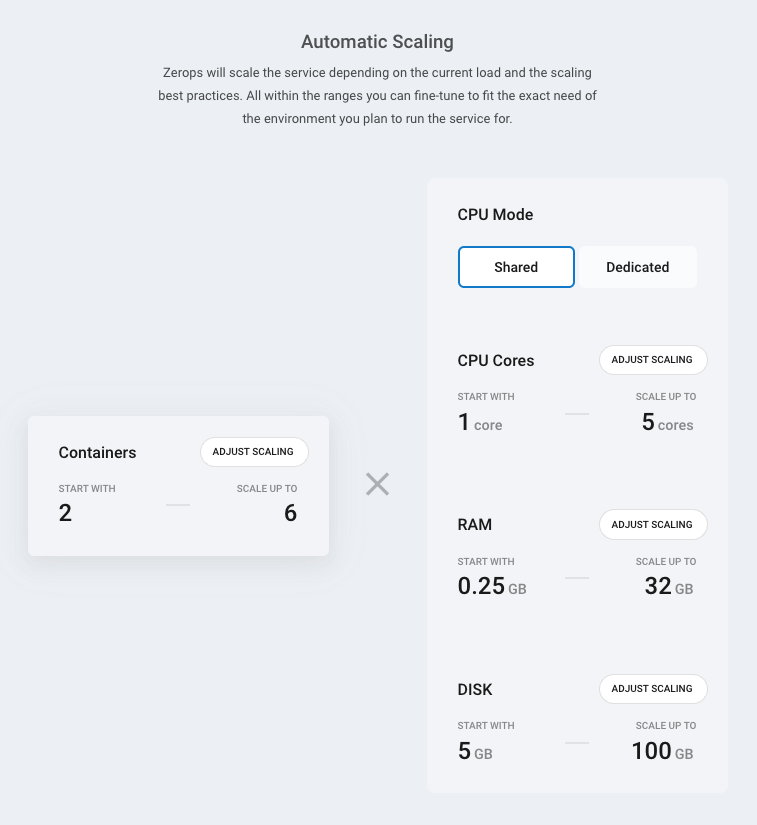 Automatic Scaling
Zerops will scale the service depending on the current load and the scaling
best practices. All within the ranges you can fine-tune to fit the exact need of
the environment you plan to run the service for.
Containers
ADJUST SCALING
START WITH
SCALE UP TO
2
6
CPU Mode
Shared
Dedicated
CPU Cores
ADJUST SCALING
START WITH
SCALE UP TO
1 core
5 cores
RAM
ADJUST SCALING
START WITH
SCALE UP TO
0.25 GB
32 GB
DISK
ADJUST SCALING
START WITH
SCALE UP TO
5 GB
100 GB